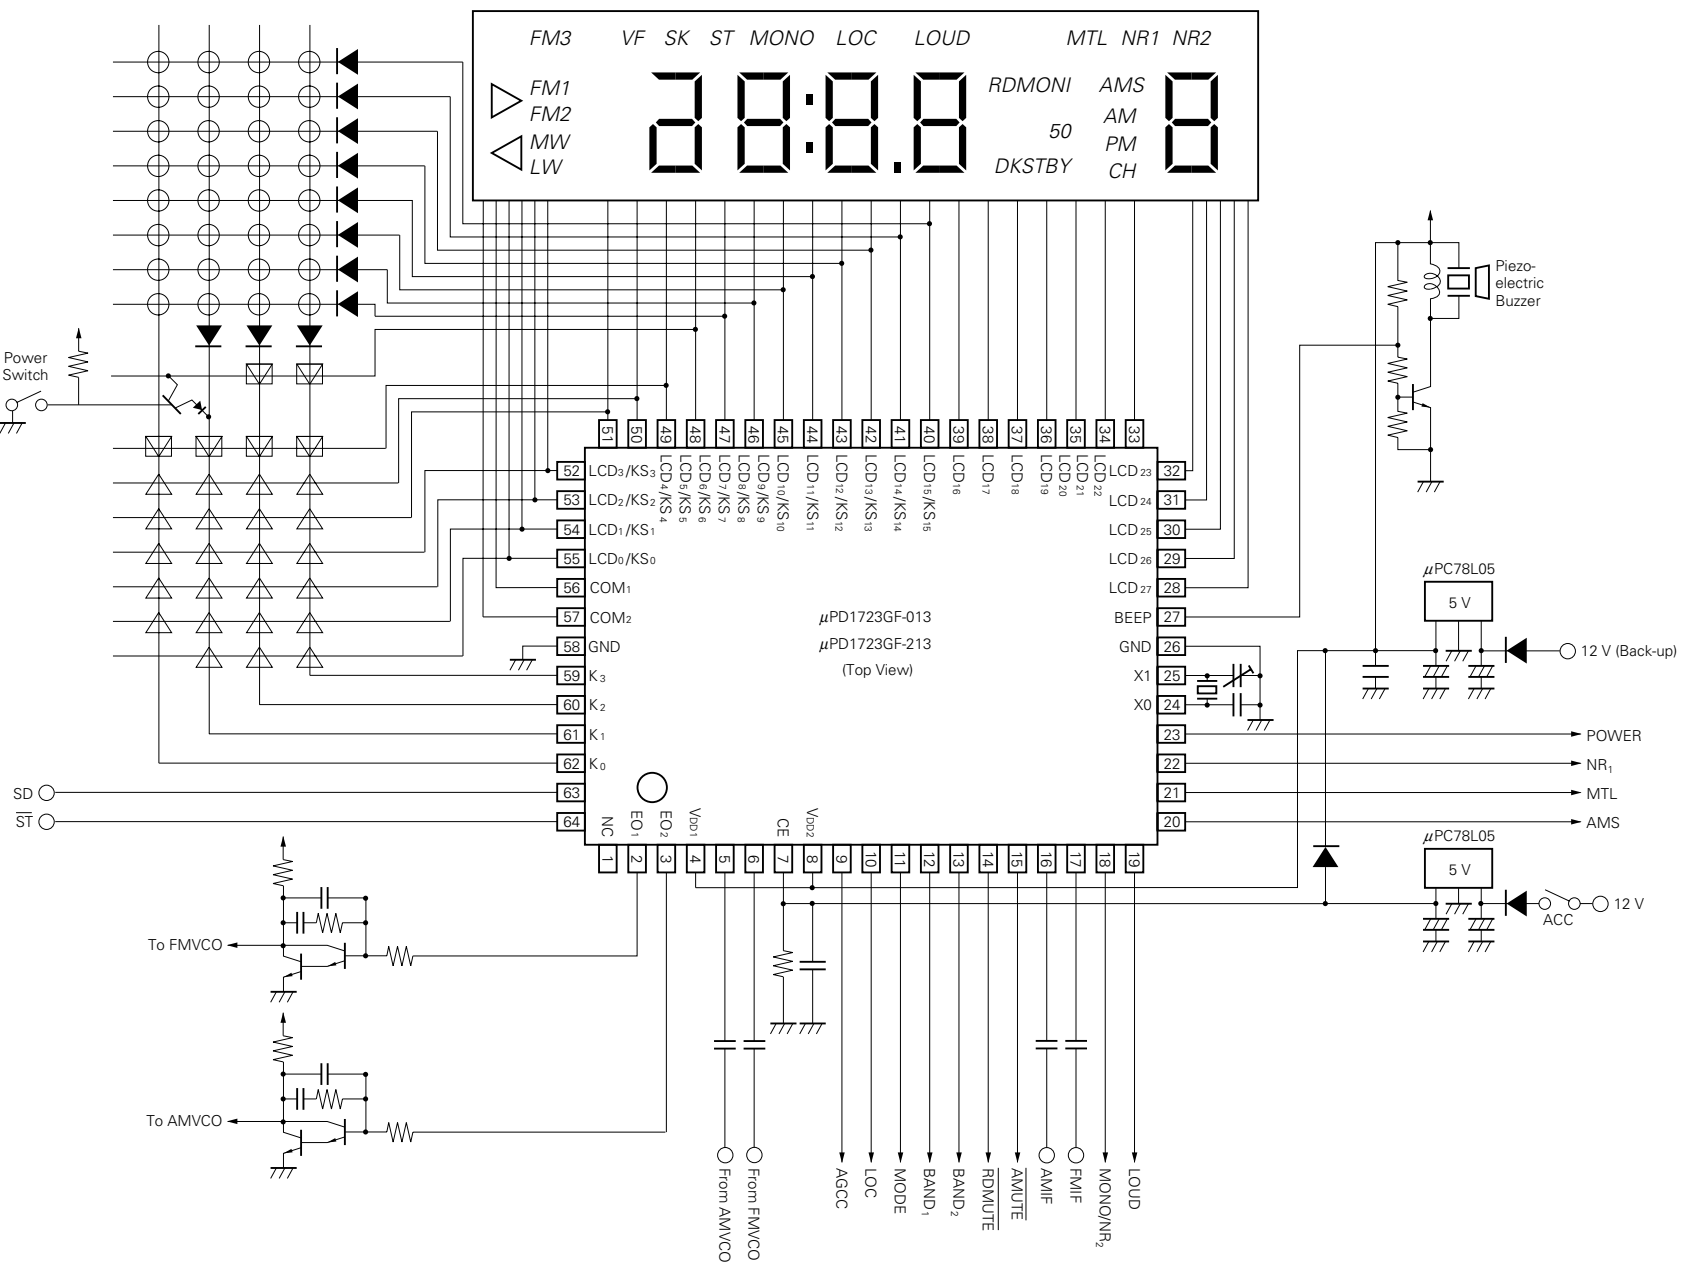 FM3 VF SK ST MONO LOC LOUD MTL NR1 NR2
FM1 RDMONI AMS
FM2 AM
50
MW PM
LW DKSTBY CH
Piezo-
electric
Buzzer
Power
Switch
51 50 49 48 47 46 45 44 43 42 41 40 39 38 37 36 35 34 33
LCD4/KS4
LCD5/KS5
LCD6/KS6
LCD7/KS7
LCD8/KS8
LCD9/KS9
LCD10/KS10
LCD11/KS11
LCD12/KS12
LCD13/KS13
LCD14/KS14
LCD15/KS15
LCD16
LCD17
LCD18
LCD19
LCD20
LCD21
LCD22
52 LCD3/KS3 LCD23 32
53 LCD2/KS2 LCD24 31
54 LCD1/KS1 LCD25 30
55 LCD0/KS0 LCD26 29
56 COM1 LCD27 28
57 COM2 BEEP 27
58 GND GND 26
59 K3 X1 25
60 K2 X0 24
61 K1 23 POWER
62 K0 22 NR1
SD 63 21 MTL
S̅T̅ 64 20 AMS
μPD1723GF-013
μPD1723GF-213
(Top View)
μPC78L05
5 V
12 V (Back-up)
μPC78L05
5 V
ACC
12 V
NC
EO1
EO2
VDD1
CE
VDD2
1 2 3 4 5 6 7 8 9 10 11 12 13 14 15 16 17 18 19
To FMVCO
To AMVCO
From AMVCO
From FMVCO
AGCC
LOC
MODE
BAND1
BAND2
R̅D̅M̅U̅T̅E̅
A̅M̅U̅T̅E̅
AMIF
FMIF
MONO/NR2
LOUD